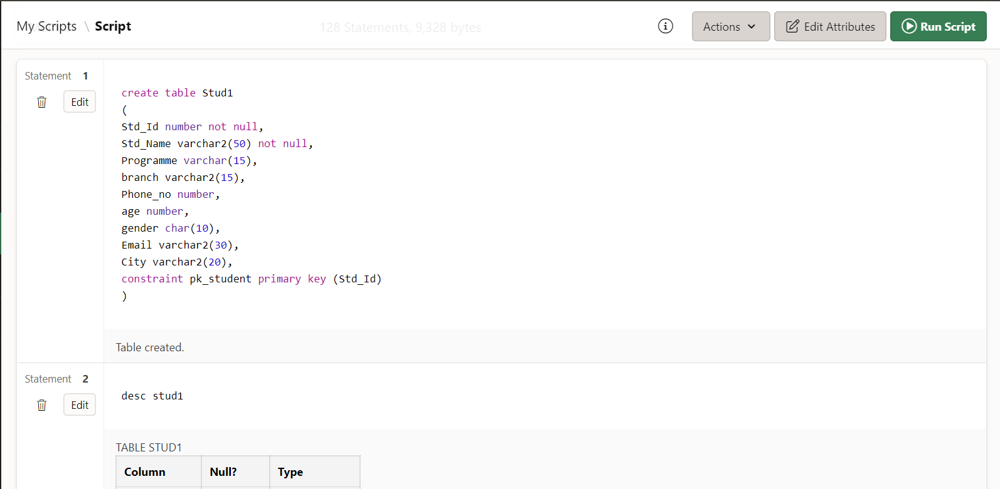 My Scripts \ Script
128 Statements, 9,328 bytes
Actions
Edit Attributes
Run Script
Statement 1
Edit
create table Stud1
(
Std_Id number not null,
Std_Name varchar2(50) not null,
Programme varchar(15),
branch varchar2(15),
Phone_no number,
age number,
gender char(10),
Email varchar2(30),
City varchar2(20),
constraint pk_student primary key (Std_Id)
)
Table created.
Statement 2
Edit
desc stud1
TABLE STUD1
Column Null? Type